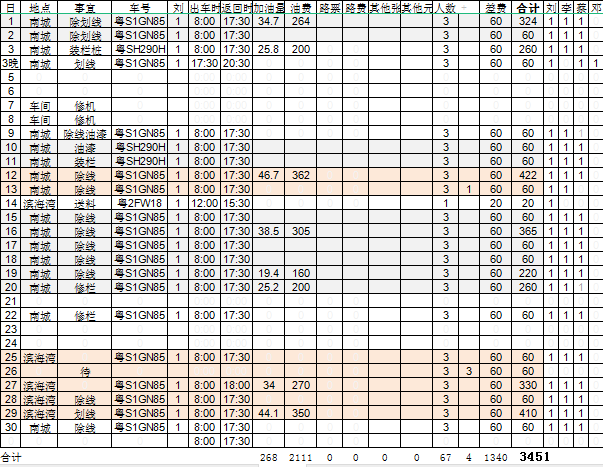 日 地点 事宜 车号 刘 出车时 返回时 加油量 油费 路票 路费 其他张 其他元 人数 + 餐费 合计 刘 李 蔡 邓
1 南城 除划线 粤S1GN85 1 8:00 17:30 34.7 264 3 60 324 1 1 1
2 南城 除划线 粤S1GN85 1 8:00 17:30 3 60 60 1 1 1
3 南城 装栏桩 粤SH290H 1 8:00 17:30 25.8 200 3 60 260 1 1 1
3晚 南城 划线 粤S1GN85 1 17:30 20:30 3 60 60 1 1 1
5
6
7 车间 修机
8 车间 修机
9 南城 除线油漆 粤S1GN85 1 8:00 17:30 3 60 60 1 1 1
10 南城 油漆 粤SH290H 1 8:00 17:30 3 60 60 1 1 1
11 南城 装栏 粤SH290H 1 8:00 17:30 3 60 60 1 1 1
12 南城 除线 粤S1GN85 1 8:00 17:30 46.7 362 3 60 422 1 1 1
13 南城 除线 粤S1GN85 1 8:00 17:30 3 1 60 60 1 1
14 滨海湾 送料 粤2FW18 1 12:00 15:30 1 20 20 1
15 南城 除线 粤S1GN85 1 8:00 17:30 3 60 60 1 1 1
16 南城 除线 粤S1GN85 1 8:00 17:30 38.5 305 3 60 365 1 1 1
17 南城 除线 粤S1GN85 1 8:00 17:30 3 60 60 1 1 1
18 南城 除线 粤S1GN85 1 8:00 17:30 3 60 60 1 1 1
19 南城 除线 粤S1GN85 1 8:00 17:30 19.4 160 3 60 220 1 1 1
20 南城 修栏 粤S1GN85 1 8:00 17:30 25.2 200 3 60 260 1 1 1
21
22 南城 修栏 粤S1GN85 1 8:00 17:30 3 60 60 1 1 1
23
24
25 滨海湾 粤S1GN85 1 8:00 17:30 3 60 60 1 1 1
26 待 3 3 60 60
27 滨海湾 粤S1GN85 1 8:00 18:00 34 270 3 60 330 1 1 1
28 滨海湾 除线 粤S1GN85 1 8:00 17:30 3 60 60 1 1 1
29 滨海湾 划线 粤S1GN85 1 8:00 17:30 44.1 350 3 60 410 1 1 1
30 南城 除线 粤S1GN85 1 8:00 17:30 3 60 60 1 1 1
8:00 17:30
合计 268 2111 0 0 0 0 67 4 1340 3451